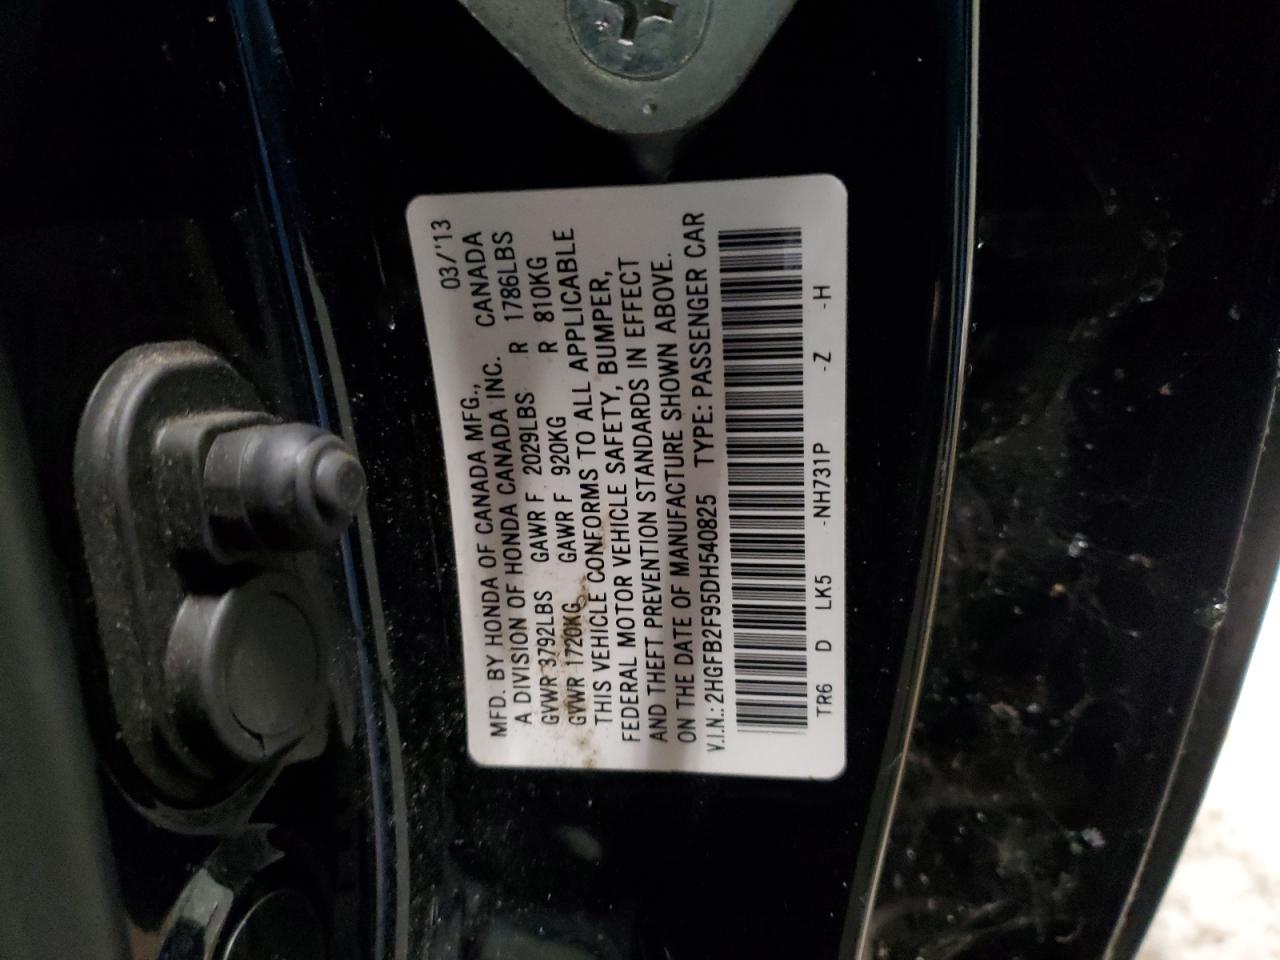 MFD. BY HONDA OF CANADA MFG., 03/'13
A DIVISION OF HONDA CANADA INC. CANADA
GVWR 3792LBS GAWR F 2029LBS R 1786LBS
GVWR 1720KG GAWR F 920KG R 810KG
THIS VEHICLE CONFORMS TO ALL APPLICABLE
FEDERAL MOTOR VEHICLE SAFETY, BUMPER,
AND THEFT PREVENTION STANDARDS IN EFFECT
ON THE DATE OF MANUFACTURE SHOWN ABOVE.
V.I.N.: 2HGFB2F95DH540825 TYPE: PASSENGER CAR
TR6 D LK5 -NH731P -Z -H